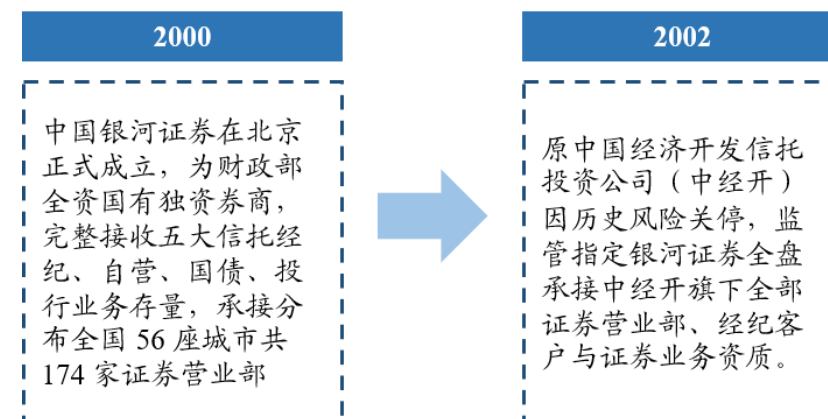 2000
中国银河证券在北京
正式成立，为财政部
全资国有独资券商，
完整接收五大信托经
纪、自营、国债、投
行业务存量，承接分
布全国 56 座城市共
174 家证券营业部
2002
原中国经济开发信托
投资公司（中经开）
因历史风险关停，监
管指定银河证券全盘
承接中经开旗下全部
证券营业部、经纪客
户与证券业务资质。